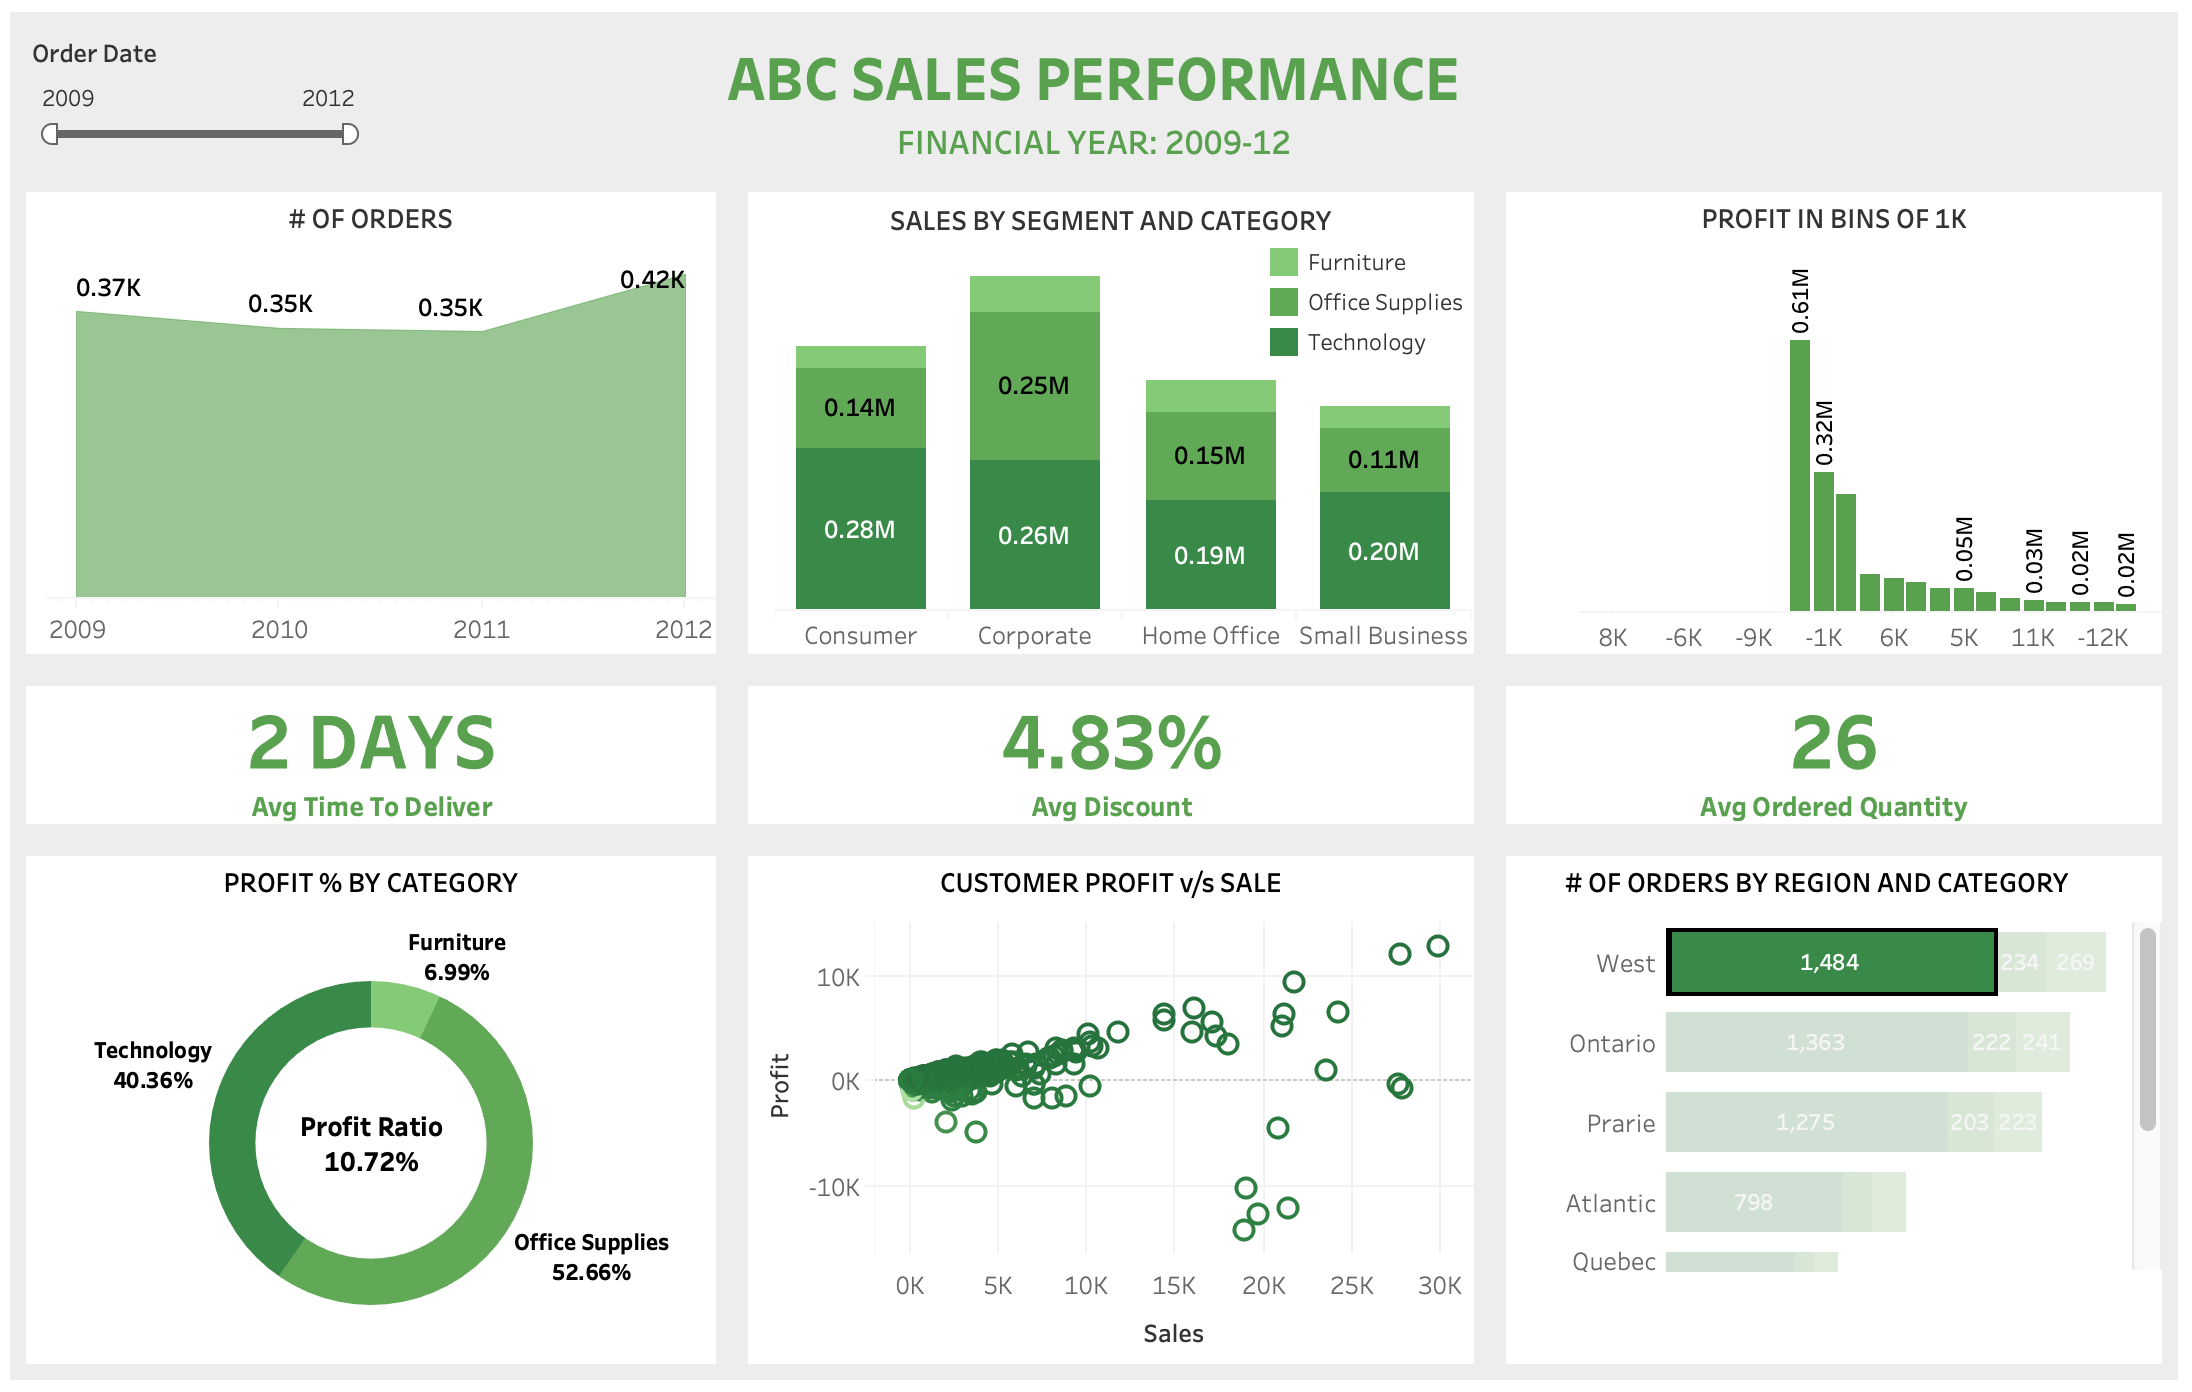 Order Date
2009 2012
ABC SALES PERFORMANCE
FINANCIAL YEAR: 2009-12
# OF ORDERS
0.37K
0.35K
0.35K
0.42K
2009 2010 2011 2012
SALES BY SEGMENT AND CATEGORY
Furniture
Office Supplies
Technology
0.14M
0.25M
0.15M
0.11M
0.28M
0.26M
0.19M
0.20M
Consumer Corporate Home Office Small Business
PROFIT IN BINS OF 1K
0.61M
0.32M
0.05M
0.03M
0.02M
0.02M
8K -6K -9K -1K 6K 5K 11K -12K
2 DAYS
Avg Time To Deliver
4.83%
Avg Discount
26
Avg Ordered Quantity
PROFIT % BY CATEGORY
Furniture
6.99%
Technology
40.36%
Profit Ratio
10.72%
Office Supplies
52.66%
CUSTOMER PROFIT v/s SALE
Profit
10K
0K
-10K
0K 5K 10K 15K 20K 25K 30K
Sales
# OF ORDERS BY REGION AND CATEGORY
West 1,484 234 269
Ontario 1,363 222 241
Prarie 1,275 203 223
Atlantic 798
Quebec